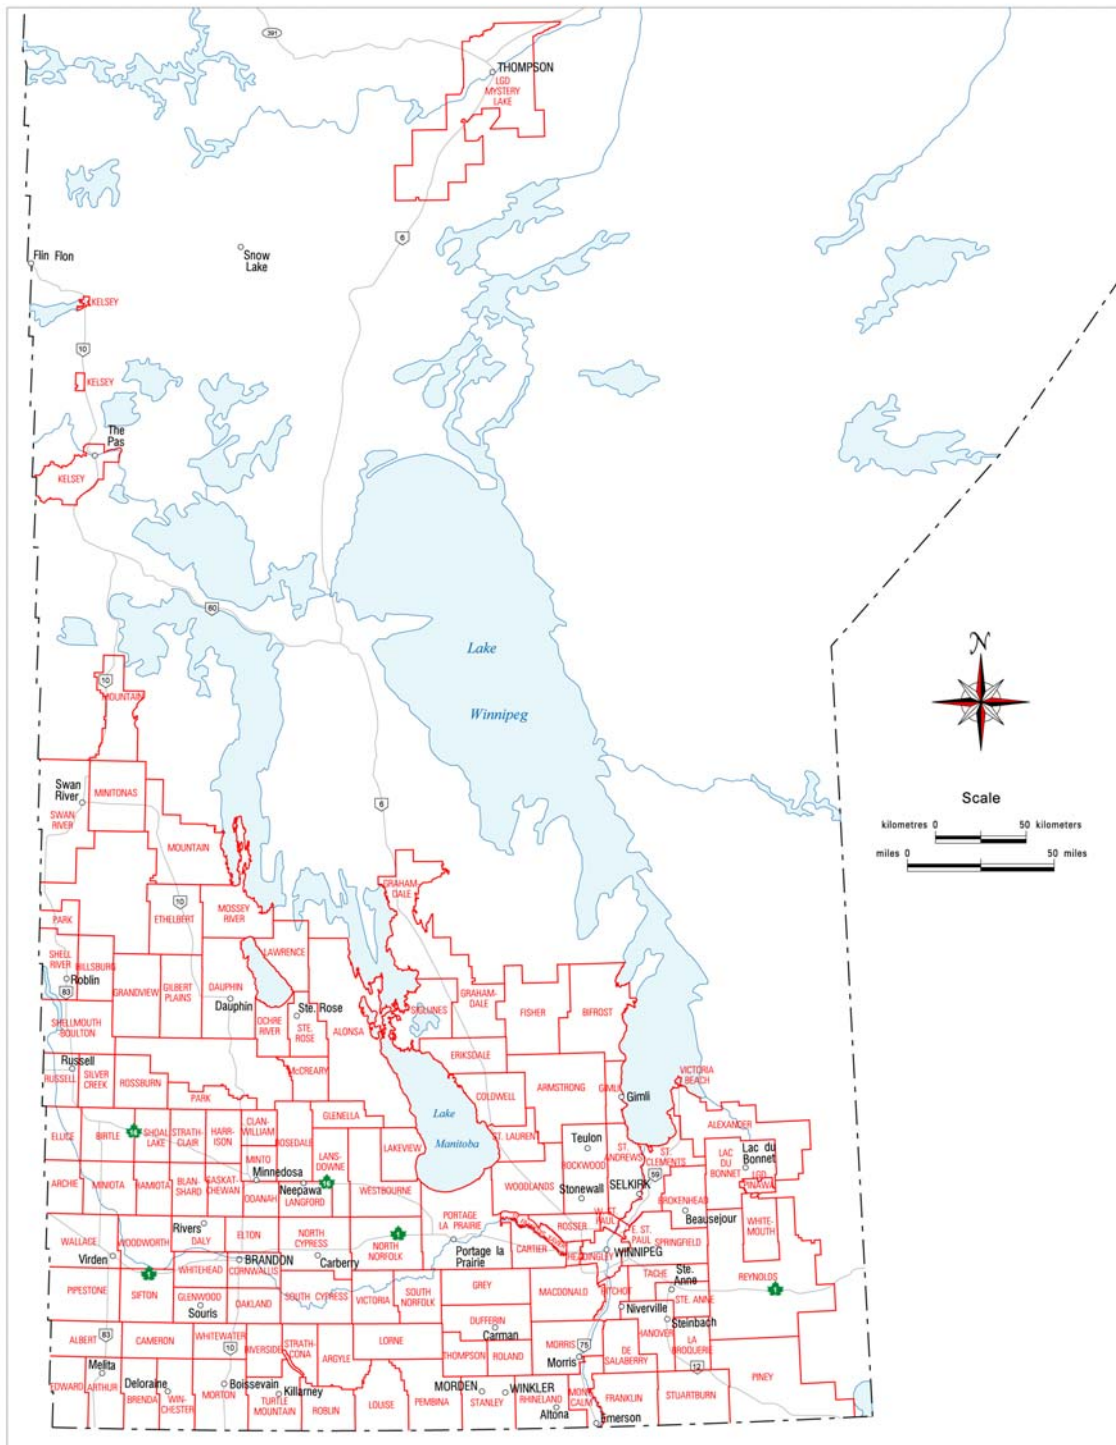 391
THOMPSON
LGD
MYSTERY
LAKE
6
Flin Flon
Snow
Lake
KELSEY
10
KELSEY
The
Pas
KELSEY
60
Lake
Winnipeg
N
10
MOUNTAIN
Swan
River
MINITONAS
SWAN
RIVER
6
Scale
kilometres 0 50 kilometers
miles 0 50 miles
MOUNTAIN
GRAHAM-
DALE
10
PARK
ETHELBERT
MOSSEY
RIVER
SHELL
RIVER
HILLSBURG
LAWRENCE
Roblin
83
GRANDVIEW
GILBERT
PLAINS
DAUPHIN
Dauphin
GRAHAM-
DALE
SIGLUNES
FISHER
BIFROST
Ste. Rose
OCHRE
RIVER
STE.
ROSE
ALONSA
SHELLMOUTH
BOULTON
ERIKSDALE
Russell
RUSSELL
SILVER
CREEK
ROSSBURN
McCREARY
PARK
COLDWELL
ARMSTRONG
GIMLI
Gimli
VICTORIA
BEACH
GLENELLA
Lake
Manitoba
ALEXANDER
ELLICE
BIRTLE
16
SHOAL
LAKE
STRATH-
CLAIR
HARR-
ISON
CLAN-
WILLIAM
ROSEDALE
LANS-
DOWNE
LAKEVIEW
ST. LAURENT
Teulon
ROCKWOOD
ST.
ANDREWS
ST.
CLEMENTS
LAC
DU
BONNET
Lac du
Bonnet
MINTO
Minnedosa
LGD
PINAWA
ARCHIE
MINIOTA
HAMIOTA
BLAN-
SHARD
SASKAT-
CHEWAN
ODANAH
Neepawa
16
LANGFORD
WESTBOURNE
WOODLANDS
Stonewall
SELKIRK
59
BROKENHEAD
Beausejour
WHITE-
MOUTH
WALLACE
WOODWORTH
Rivers
DALY
ELTON
NORTH
CYPRESS
NORTH
NORFOLK
1
PORTAGE
LA PRAIRIE
Portage la
Prairie
ROSSER
W. ST.
PAUL
E. ST.
PAUL
SPRINGFIELD
CARTIER
HEADINGLEY
WINNIPEG
Virden
1
WHITEHEAD
BRANDON
CORNWALLIS
Carberry
TACHE
Ste.
Anne
REYNOLDS
1
PIPESTONE
SIFTON
GLENWOOD
Souris
OAKLAND
SOUTH CYPRESS
VICTORIA
SOUTH
NORFOLK
GREY
MACDONALD
RITCHOT
STE. ANNE
Niverville
DUFFERIN
Carman
HANOVER
Steinbach
LA
BROQUERIE
ALBERT
83
CAMERON
WHITEWATER
10
RIVERSIDE
STRATH-
CONA
ARGYLE
LORNE
THOMPSON
ROLAND
MORRIS
75
Morris
DE
SALABERRY
12
PINEY
Melita
EDWARD
ARTHUR
Deloraine
BRENDA
WIN-
CHESTER
Boissevain
MORTON
Killarney
TURTLE
MOUNTAIN
ROBLIN
LOUISE
PEMBINA
MORDEN
STANLEY
WINKLER
RHINELAND
Altona
MONT-
CALM
FRANKLIN
STUARTBURN
Emerson